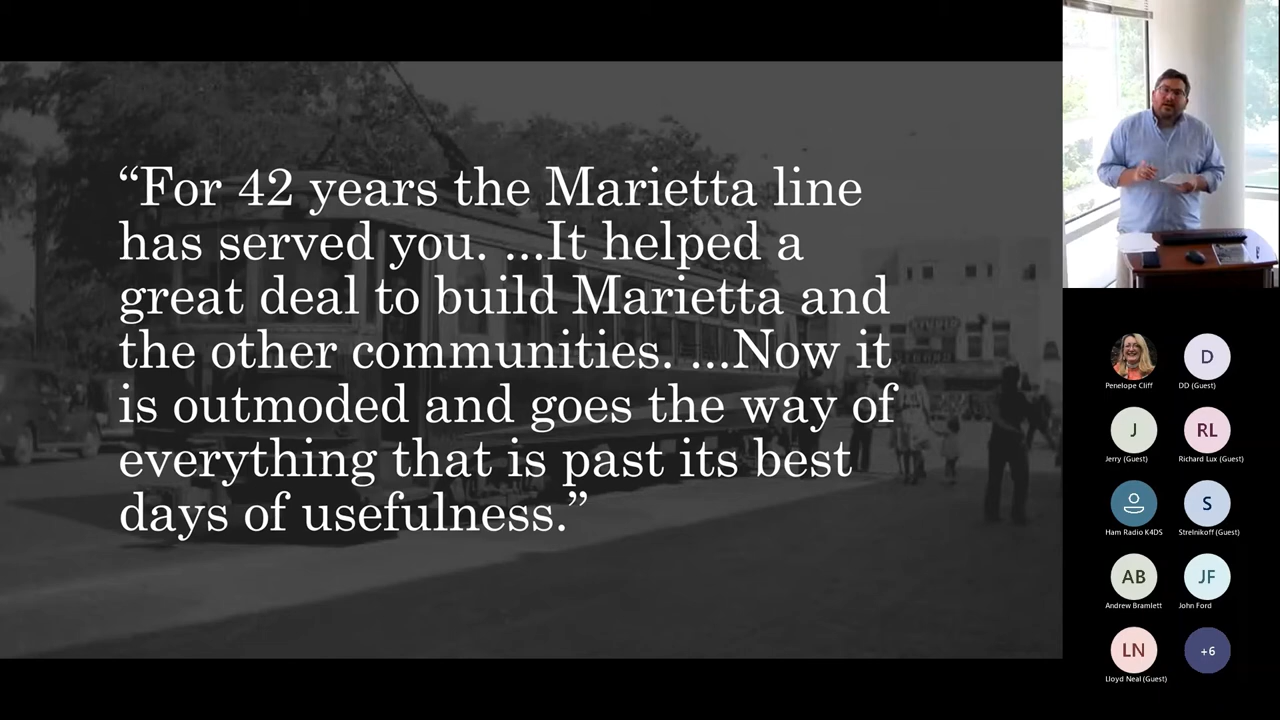 “For 42 years the Marietta line
has served you. ...It helped a
great deal to build Marietta and
the other communities. ...Now it
is outmoded and goes the way of
everything that is past its best
days of usefulness.”
Penelope Cliff
D
DD (Guest)
J
Jerry (Guest)
RL
Richard Lux (Guest)
Ham Radio K4DS
S
Strelnikoff (Guest)
AB
Andrew Bramlett
JF
John Ford
LN
Lloyd Neal (Guest)
+6